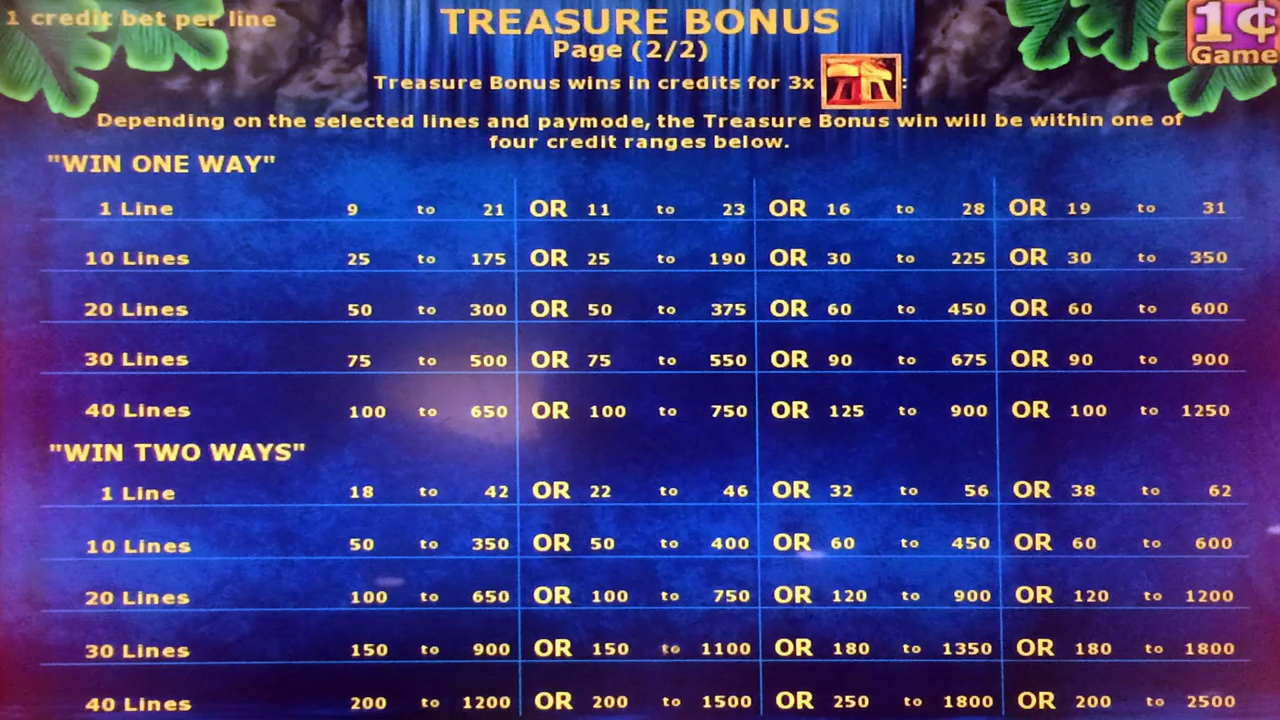 1 credit bet per line
TREASURE BONUS
1¢
Game
Page (2/2)
Treasure Bonus wins in credits for 3x :
Depending on the selected lines and paymode, the Treasure Bonus win will be within one of
four credit ranges below.
"WIN ONE WAY"
1 Line 9 to 21 OR 11 to 23 OR 16 to 28 OR 19 to 31
10 Lines 25 to 175 OR 25 to 190 OR 30 to 225 OR 30 to 350
20 Lines 50 to 300 OR 50 to 375 OR 60 to 450 OR 60 to 600
30 Lines 75 to 500 OR 75 to 550 OR 90 to 675 OR 90 to 900
40 Lines 100 to 650 OR 100 to 750 OR 125 to 900 OR 100 to 1250
"WIN TWO WAYS"
1 Line 18 to 42 OR 22 to 46 OR 32 to 56 OR 38 to 62
10 Lines 50 to 350 OR 50 to 400 OR 60 to 450 OR 60 to 600
20 Lines 100 to 650 OR 100 to 750 OR 120 to 900 OR 120 to 1200
30 Lines 150 to 900 OR 150 to 1100 OR 180 to 1350 OR 180 to 1800
40 Lines 200 to 1200 OR 200 to 1500 OR 250 to 1800 OR 200 to 2500